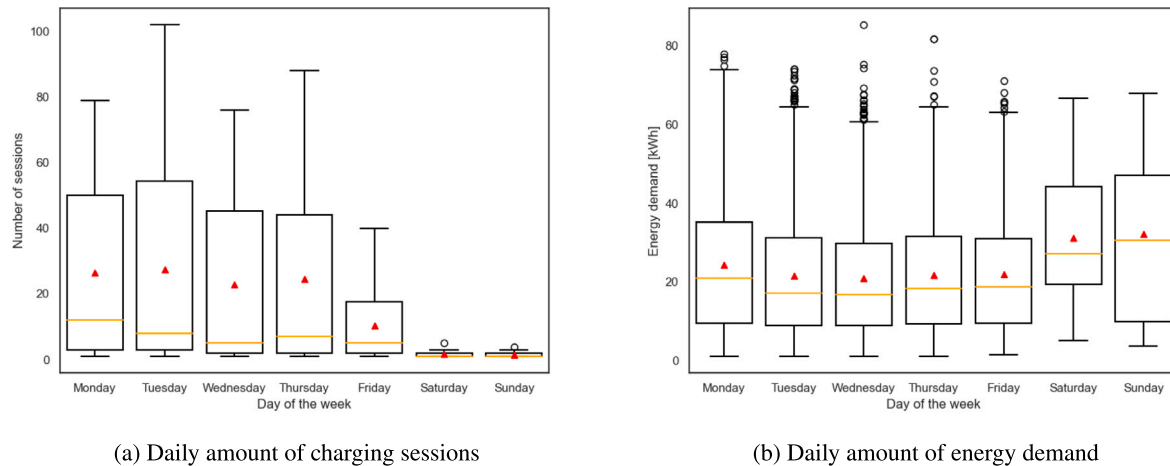 100
80
60
40
20
0
Number of sessions
Monday Tuesday Wednesday Thursday Friday Saturday Sunday
Day of the week
(a) Daily amount of charging sessions
80
60
40
20
0
Energy demand [kWh]
Monday Tuesday Wednesday Thursday Friday Saturday Sunday
Day of the week
(b) Daily amount of energy demand